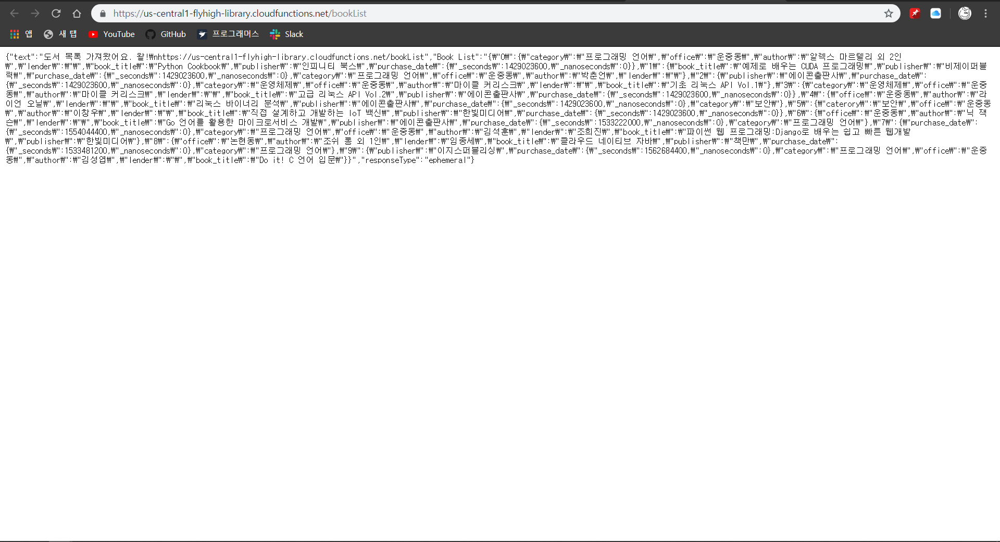 https://us-central1-flyhigh-library.cloudfunctions.net/bookList
앱 새 탭 YouTube GitHub 프로그래머스 Slack
{"text":"도서 목록 가져왔어요. 왈!₩nhttps://us-central1-flyhigh-library.cloudfunctions.net/bookList","Book List":"{₩"0₩":{₩"category₩":₩"프로그래밍 언어₩",₩"office₩":₩"운중동₩",₩"author₩":₩"알렉스 마르텔리 외 2인
₩",₩"lender₩":₩"₩",₩"book_title₩":₩"Python Cookbook₩",₩"publisher₩":₩"인피니티 북스₩",₩"purchase_date₩":{₩"_seconds₩":1429023600,₩"_nanoseconds₩":0}},₩"1₩":{₩"book_title₩":₩"예제로 배우는 CUDA 프로그래밍₩",₩"publisher₩":₩"비제이퍼블
릭₩",₩"purchase_date₩":{₩"_seconds₩":1429023600,₩"_nanoseconds₩":0},₩"category₩":₩"프로그래밍 언어₩",₩"office₩":₩"운중동₩",₩"author₩":₩"박춘언₩",₩"lender₩":₩"₩"},₩"2₩":{₩"publisher₩":₩"에이콘출판사₩",₩"purchase_date₩":
{₩"_seconds₩":1429023600,₩"_nanoseconds₩":0},₩"category₩":₩"운영체제₩",₩"office₩":₩"운중동₩",₩"author₩":₩"마이클 커리스크₩",₩"lender₩":₩"₩",₩"book_title₩":₩"기초 리눅스 API Vol.1₩"},₩"3₩":{₩"category₩":₩"운영체제₩",₩"office₩":₩"운중
동₩",₩"author₩":₩"마이클 커리스크₩",₩"lender₩":₩"₩",₩"book_title₩":₩"고급 리눅스 API Vol.2₩",₩"publisher₩":₩"에이콘출판사₩",₩"purchase_date₩":{₩"_seconds₩":1429023600,₩"_nanoseconds₩":0}},₩"4₩":{₩"office₩":₩"운중동₩",₩"author₩":₩"라
이언 오닐₩",₩"lender₩":₩"₩",₩"book_title₩":₩"리눅스 바이너리 분석₩",₩"publisher₩":₩"에이콘출판사₩",₩"purchase_date₩":{₩"_seconds₩":1429023600,₩"_nanoseconds₩":0},₩"category₩":₩"보안₩"},₩"5₩":{₩"caterory₩":₩"보안₩",₩"office₩":₩"운중동
₩",₩"author₩":₩"이창우₩",₩"lender₩":₩"₩",₩"book_title₩":₩"직접 설계하고 개발하는 IoT 백신₩",₩"publisher₩":₩"한빛미디어₩",₩"purchase_date₩":{₩"_seconds₩":1429023600,₩"_nanoseconds₩":0}},₩"6₩":{₩"office₩":₩"운중동₩",₩"author₩":₩"닉 잭
슨₩",₩"lender₩":₩"₩",₩"book_title₩":₩"Go 언어를 활용한 마이크로서비스 개발₩",₩"publisher₩":₩"에이콘출판사₩",₩"purchase_date₩":{₩"_seconds₩":1533222000,₩"_nanoseconds₩":0},₩"category₩":₩"프로그래밍 언어₩"},₩"7₩":{₩"purchase_date₩":
{₩"_seconds₩":1554044400,₩"_nanoseconds₩":0},₩"category₩":₩"프로그래밍 언어₩",₩"office₩":₩"운중동₩",₩"author₩":₩"김석훈₩",₩"lender₩":₩"조희진₩",₩"book_title₩":₩"파이썬 웹 프로그래밍:Django로 배우는 쉽고 빠른 웹개발
₩",₩"publisher₩":₩"한빛미디어₩"},₩"8₩":{₩"office₩":₩"논현동₩",₩"author₩":₩"조쉬 롱 외 1인₩",₩"lender₩":₩"임종세₩",₩"book_title₩":₩"클라우드 네이티브 자바₩",₩"publisher₩":₩"책만₩",₩"purchase_date₩":
{₩"_seconds₩":1533481200,₩"_nanoseconds₩":0},₩"category₩":₩"프로그래밍 언어₩"},₩"9₩":{₩"publisher₩":₩"이지스퍼블리싱₩",₩"purchase_date₩":{₩"_seconds₩":1562684400,₩"_nanoseconds₩":0},₩"category₩":₩"프로그래밍 언어₩",₩"office₩":₩"운중
동₩",₩"author₩":₩"김성엽₩",₩"lender₩":₩"₩",₩"book_title₩":₩"Do it! C 언어 입문₩"}}","responseType":"ephemeral"}